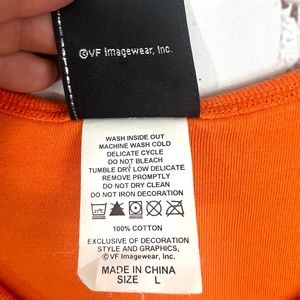 ©VF Imagewear, Inc.
WASH INSIDE OUT
MACHINE WASH COLD
DELICATE CYCLE
DO NOT BLEACH
TUMBLE DRY LOW DELICATE
REMOVE PROMPTLY
DO NOT DRY CLEAN
DO NOT IRON DECORATION
100% COTTON
EXCLUSIVE OF DECORATION
STYLE AND GRAPHICS,
© VF Imagewear, Inc.
MADE IN CHINA
SIZE L